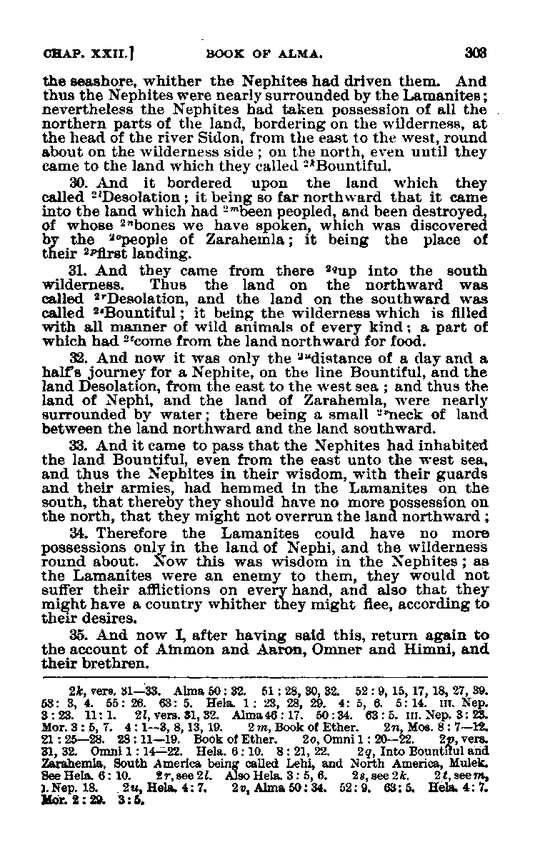 CHAP. XXII.] BOOK OF ALMA. 303
the seashore, whither the Nephites had driven them. And
thus the Nephites were nearly surrounded by the Lamanites;
nevertheless the Nephites had taken possession of all the
northern parts of the land, bordering on the wilderness, at
the head of the river Sidon, from the east to the west, round
about on the wilderness side; on the north, even until they
came to the land which they called 2kBountiful.
30. And it bordered upon the land which they
called 2lDesolation; it being so far northward that it came
into the land which had 2mbeen peopled, and been destroyed,
of whose 2nbones we have spoken, which was discovered
by the 2opeople of Zarahemla; it being the place of
their 2pfirst landing.
31. And they came from there 2qup into the south
wilderness. Thus the land on the northward was
called 2rDesolation, and the land on the southward was
called 2sBountiful; it being the wilderness which is filled
with all manner of wild animals of every kind; a part of
which had 2tcome from the land northward for food.
32. And now it was only the 2udistance of a day and a
half's journey for a Nephite, on the line Bountiful, and the
land Desolation, from the east to the west sea; and thus the
land of Nephi, and the land of Zarahemla, were nearly
surrounded by water; there being a small 2vneck of land
between the land northward and the land southward.
33. And it came to pass that the Nephites had inhabited
the land Bountiful, even from the east unto the west sea,
and thus the Nephites in their wisdom, with their guards
and their armies, had hemmed in the Lamanites on the
south, that thereby they should have no more possession on
the north, that they might not overrun the land northward;
34. Therefore the Lamanites could have no more
possessions only in the land of Nephi, and the wilderness
round about. Now this was wisdom in the Nephites; as
the Lamanites were an enemy to them, they would not
suffer their afflictions on every hand, and also that they
might have a country whither they might flee, according to
their desires.
35. And now I, after having said this, return again to
the account of Ammon and Aaron, Omner and Himni, and
their brethren.
2k, vers. 31—33. Alma 50: 32. 51: 28, 30, 32. 52: 9, 15, 17, 18, 27, 39.
53: 3, 4. 55: 26. 63: 5. Hela. 1: 23, 28, 29. 4: 5, 6. 5: 14. III. Nep.
3: 23. 11: 1. 2l, vers. 31, 32. Alma 46: 17. 50: 34. 63: 5. III. Nep. 3: 23.
Mor. 3: 5, 7. 4: 1--3, 8, 13, 19. 2m, Book of Ether. 2n, Mos. 8: 7—12.
21: 25—28. 28: 11—19. Book of Ether. 2o, Omni 1: 20—22. 2p, vers.
31, 32. Omni 1: 14—22. Hela. 6: 10. 8: 21, 22. 2q, Into Bountiful and
Zarahemla, South America being called Lehi, and North America, Mulek.
See Hela. 6: 10. 2r, see 2l. Also Hela. 3: 5, 6. 2s, see 2k. 2t, see m,
1. Nep. 18. 2u, Hela. 4: 7. 2v, Alma 50: 34. 52: 9. 63: 5. Hela. 4: 7.
Mor. 2: 29. 3: 5.